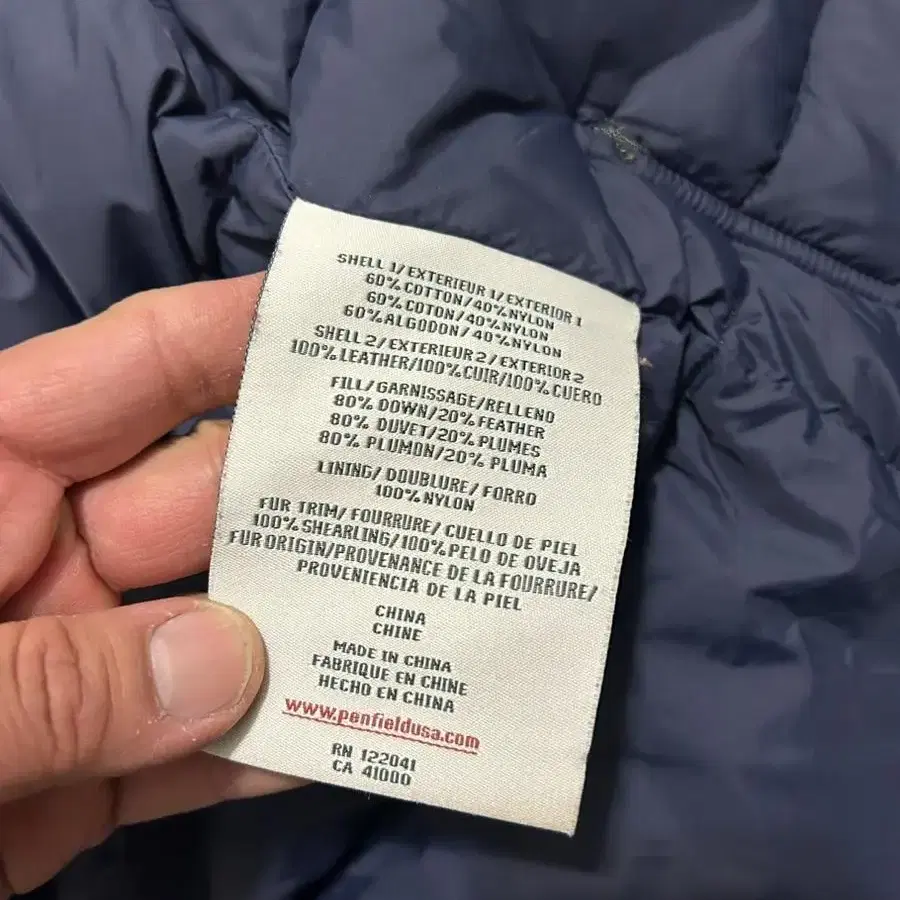 SHELL 1/ EXTERIEUR 1/ EXTERIOR 1
60% COTTON/40% NYLON
60% COTON/40% NYLON
60% ALGODON/40% NYLON
SHELL 2/ EXTERIEUR 2/ EXTERIOR 2
100% LEATHER/100% CUIR/100% CUERO
FILL/ GARNISSAGE/ RELLENO
80% DOWN/20% FEATHER
80% DUVET/20% PLUMES
80% PLUMON/20% PLUMA
LINING/ DOUBLURE/ FORRO
100% NYLON
FUR TRIM/ FOURRURE/ CUELLO DE PIEL
100% SHEARLING/100% PELO DE OVEJA
FUR ORIGIN/PROVENANCE DE LA FOURRURE/
PROVENIENCIA DE LA PIEL
CHINA
CHINE
MADE IN CHINA
FABRIQUE EN CHINE
HECHO EN CHINA
www.penfieldusa.com
RN 122041
CA 41000